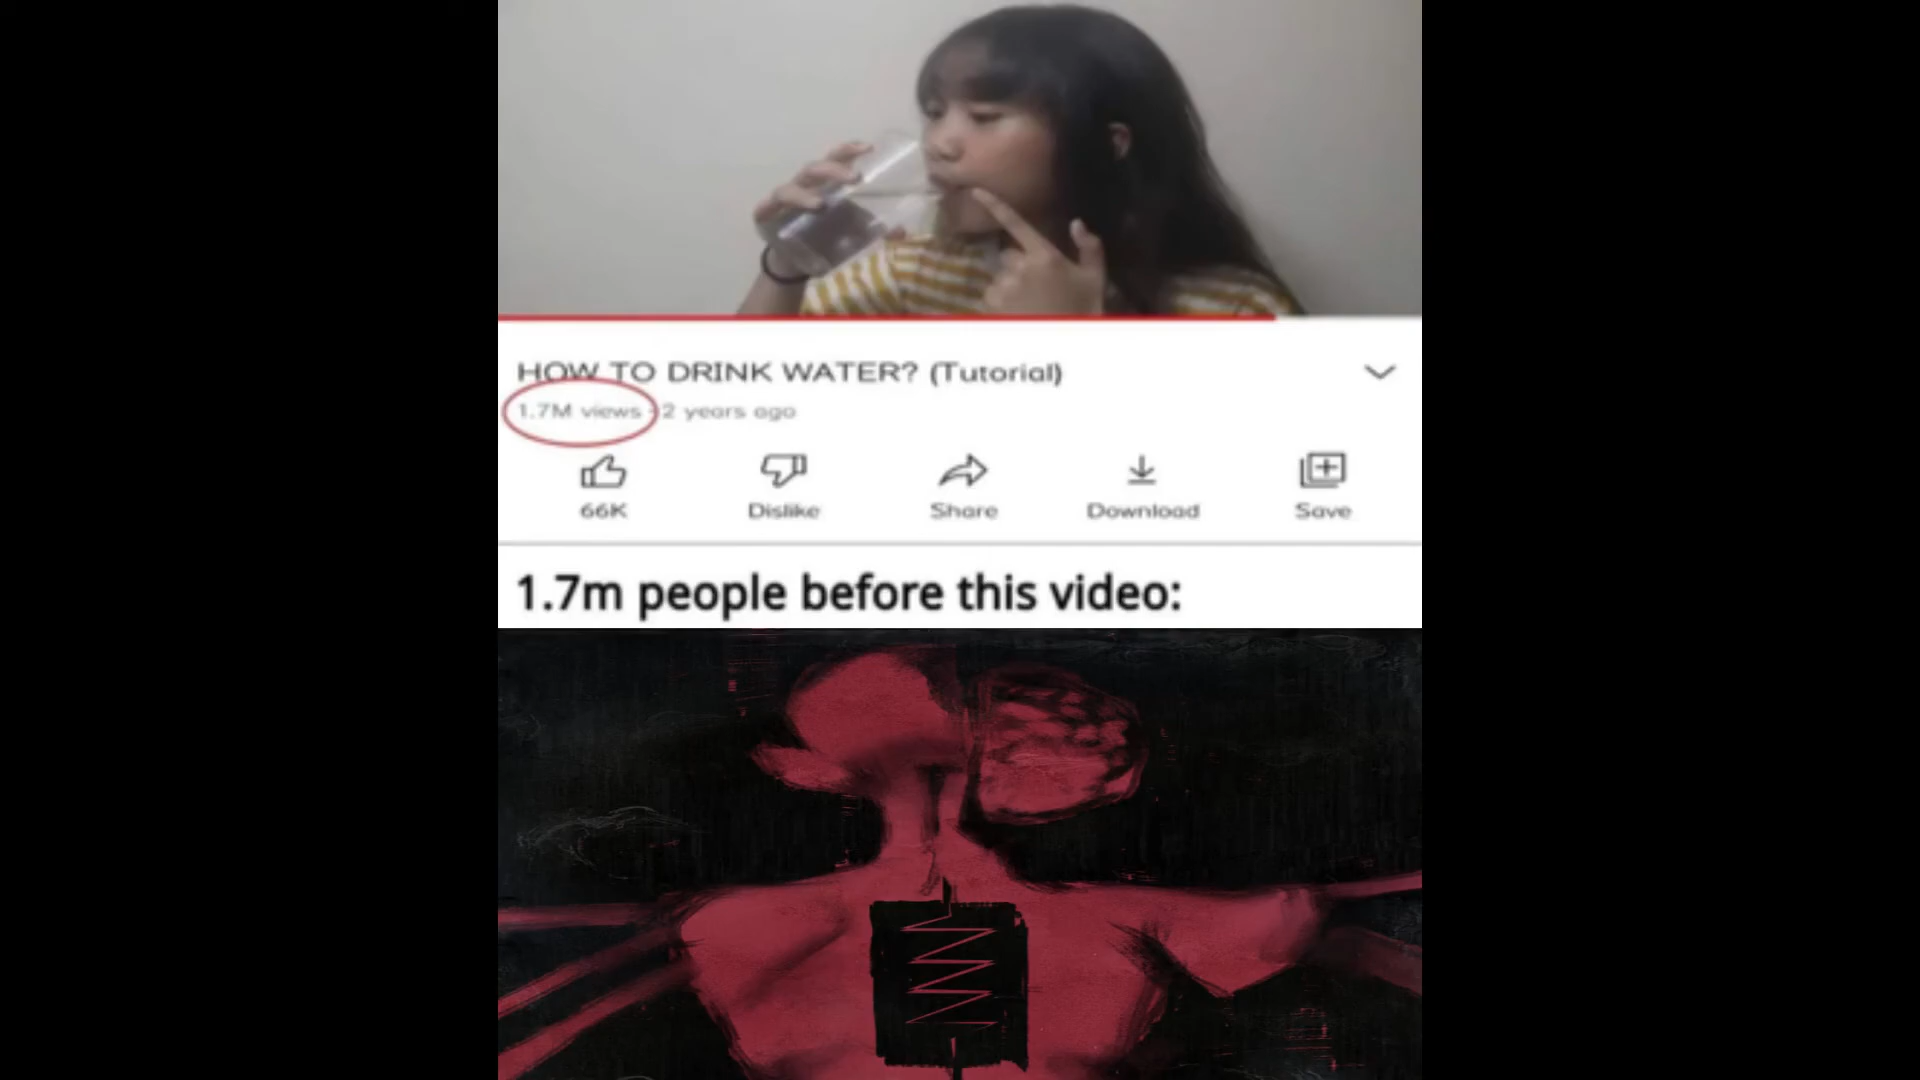 HOW TO DRINK WATER? (Tutorial)
1.7M views · 2 years ago
66K Dislike Share Download Save
1.7m people before this video: